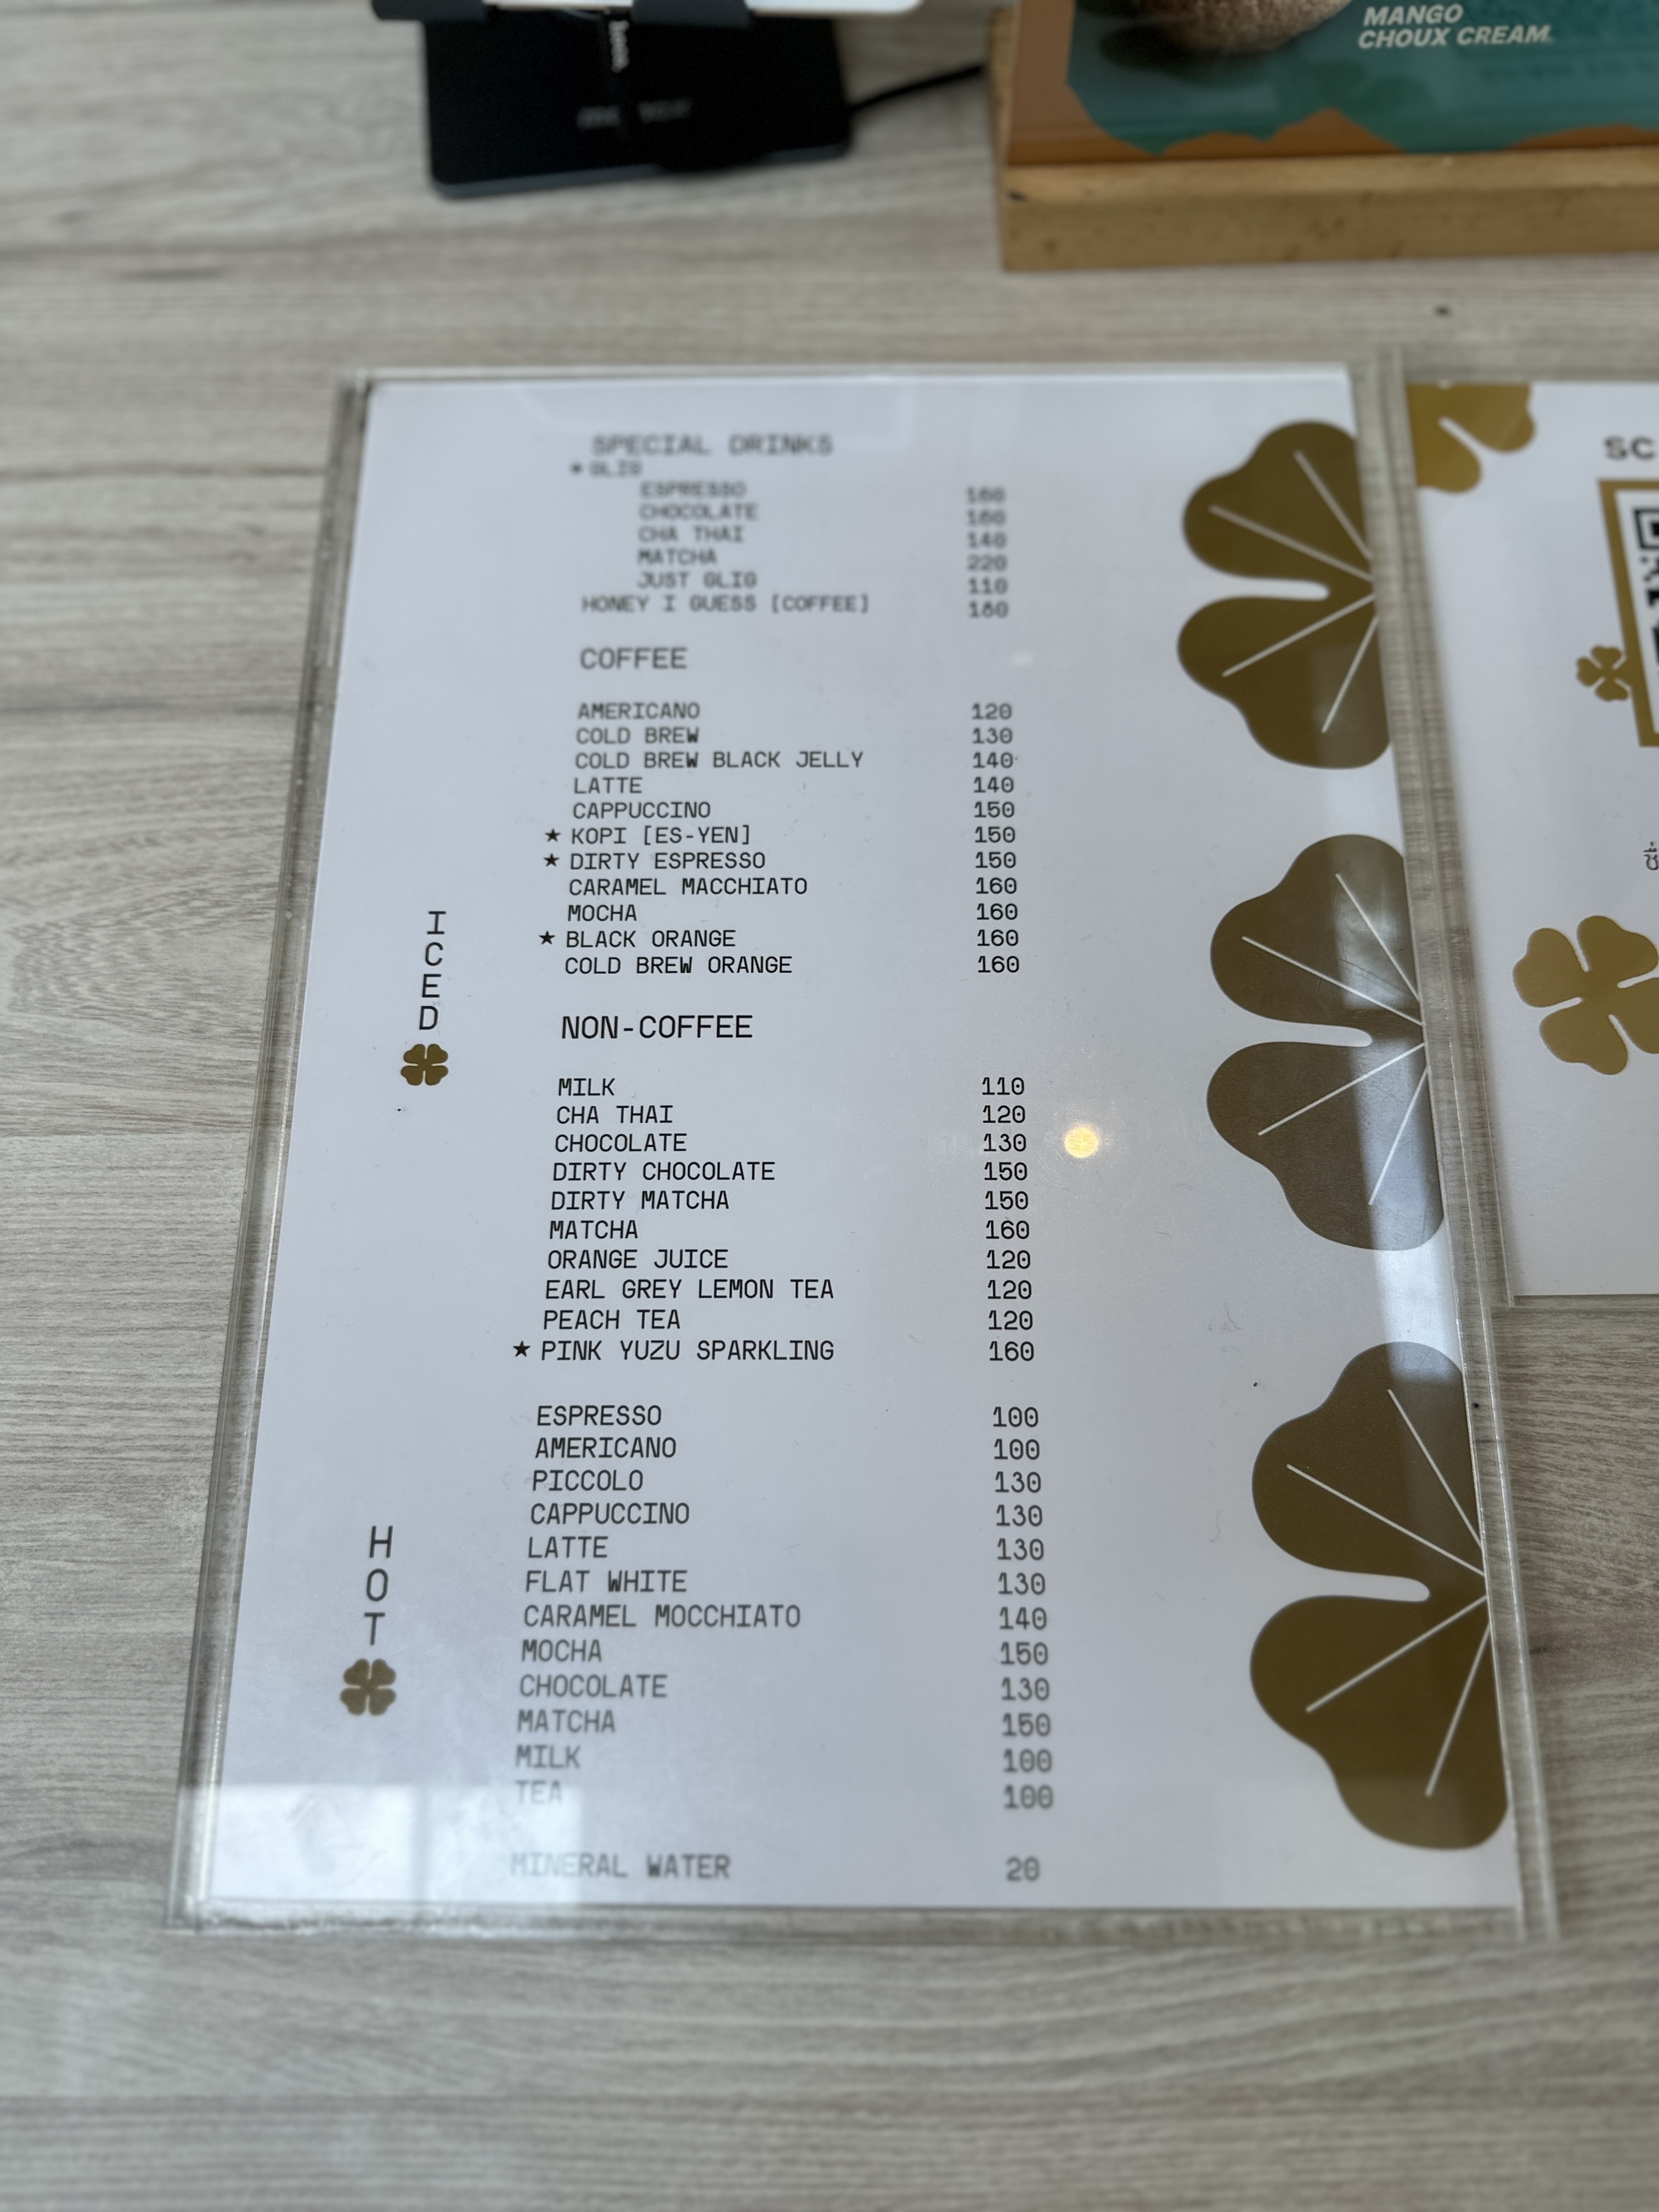 MANGO
CHOUX CREAM
SPECIAL DRINKS
★ GLIG
ESPRESSO 160
CHOCOLATE 160
CHA THAI 140
MATCHA 220
JUST GLIG 110
HONEY I GUESS [COFFEE] 180
COFFEE
AMERICANO 120
COLD BREW 130
COLD BREW BLACK JELLY 140
LATTE 140
CAPPUCCINO 150
★ KOPI [ES-YEN] 150
★ DIRTY ESPRESSO 150
CARAMEL MACCHIATO 160
MOCHA 160
★ BLACK ORANGE 160
COLD BREW ORANGE 160
ICED
NON-COFFEE
MILK 110
CHA THAI 120
CHOCOLATE 130
DIRTY CHOCOLATE 150
DIRTY MATCHA 150
MATCHA 160
ORANGE JUICE 120
EARL GREY LEMON TEA 120
PEACH TEA 120
★ PINK YUZU SPARKLING 160
HOT
ESPRESSO 100
AMERICANO 100
PICCOLO 130
CAPPUCCINO 130
LATTE 130
FLAT WHITE 130
CARAMEL MOCCHIATO 140
MOCHA 150
CHOCOLATE 130
MATCHA 150
MILK 100
TEA 100
MINERAL WATER 20
SC